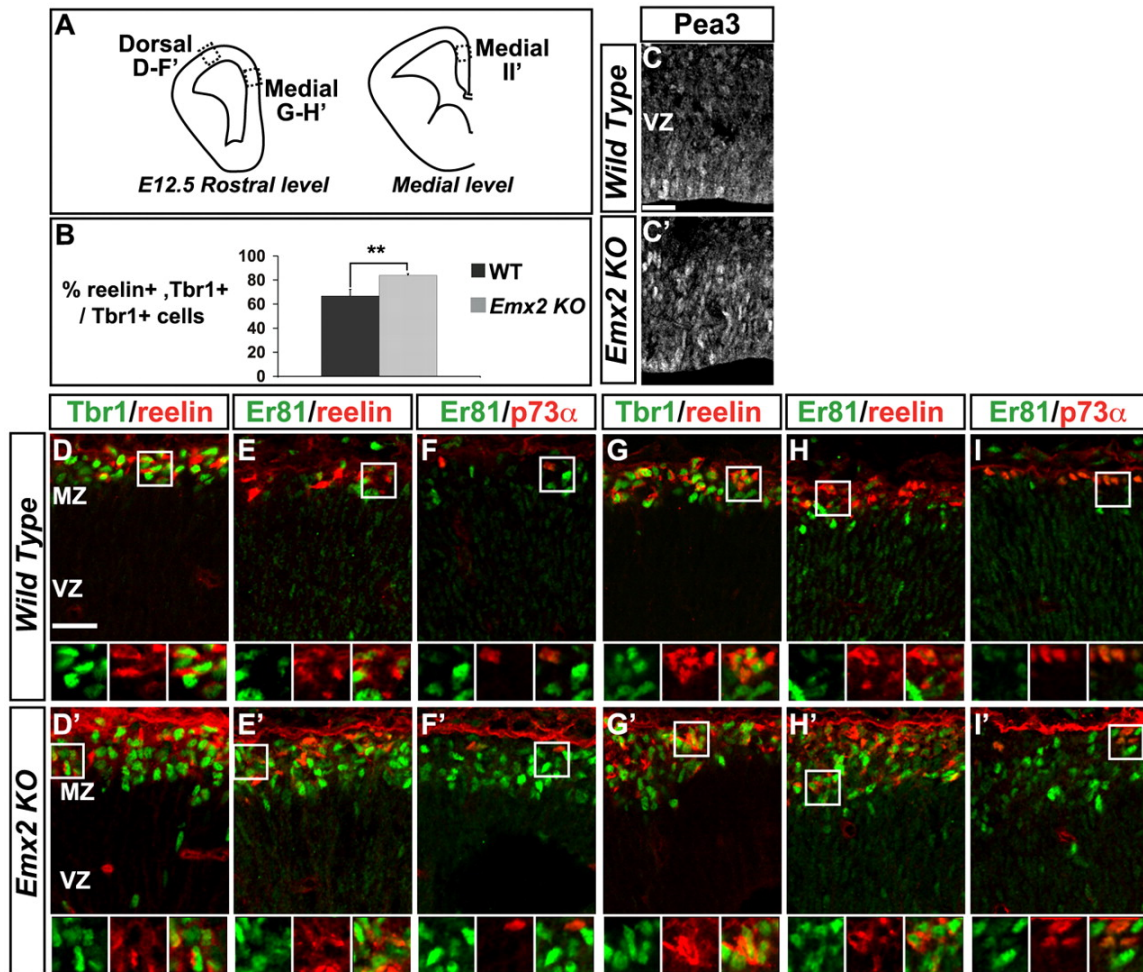 A
Dorsal
D-F'
Medial
G-H'
Medial
II'
E12.5 Rostral level
Medial level
B
% reelin+ ,Tbr1+
/ Tbr1+ cells
100
80
60
40
20
0
**
WT
Emx2 KO
Pea3
Wild Type
C
VZ
Emx2 KO
C'
Tbr1/reelin
Er81/reelin
Er81/p73α
Tbr1/reelin
Er81/reelin
Er81/p73α
Wild Type
D
E
F
G
H
I
MZ
VZ
Emx2 KO
D'
E'
F'
G'
H'
I'
MZ
VZ